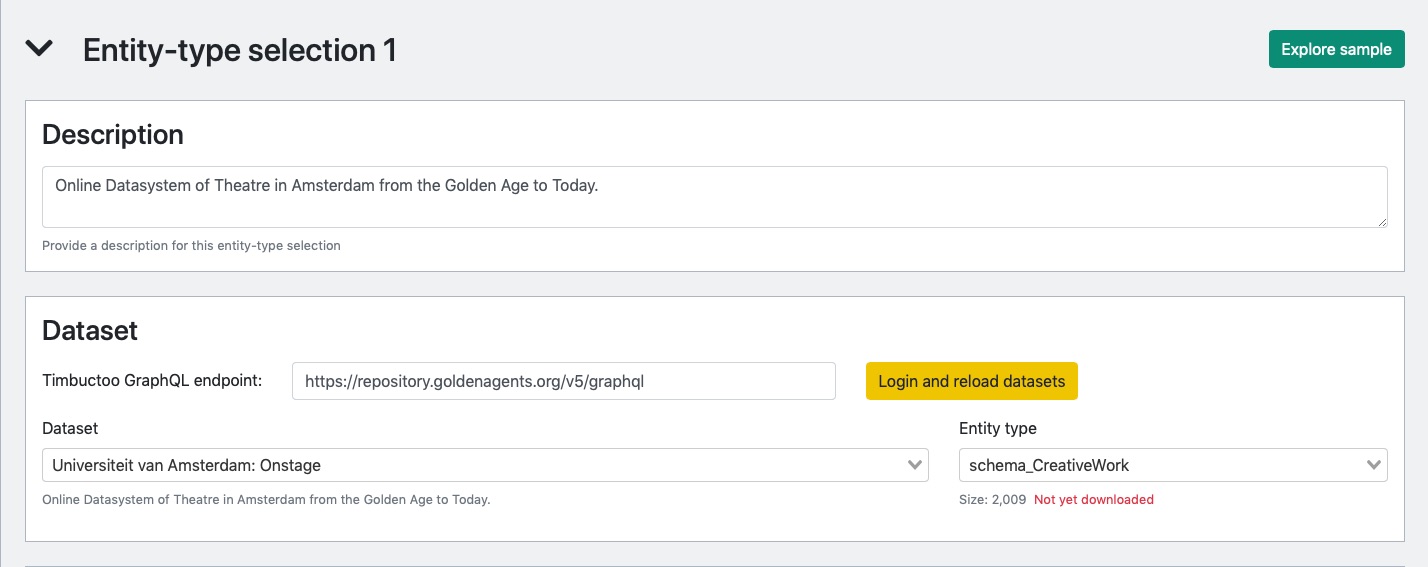 Entity-type selection 1
Explore sample
Description
Online Datasystem of Theatre in Amsterdam from the Golden Age to Today.
Provide a description for this entity-type selection
Dataset
Timbuctoo GraphQL endpoint:
https://repository.goldenagents.org/v5/graphql
Login and reload datasets
Dataset
Entity type
Universiteit van Amsterdam: Onstage
schema_CreativeWork
Online Datasystem of Theatre in Amsterdam from the Golden Age to Today.
Size: 2,009 Not yet downloaded